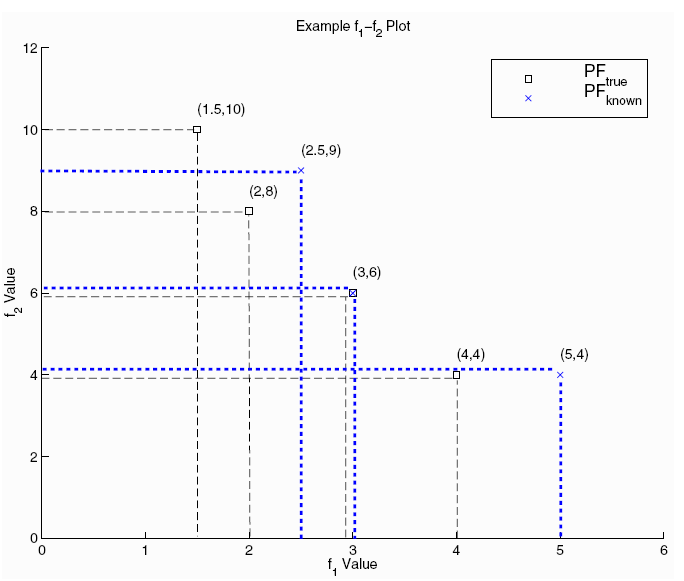 Example f1−f2 Plot
12
PFtrue
PFknown
(1.5,10)
10
(2.5,9)
(2,8)
8
(3,6)
6
f2 Value
(4,4)
(5,4)
4
2
0
0 1 2 3 4 5 6
f1 Value